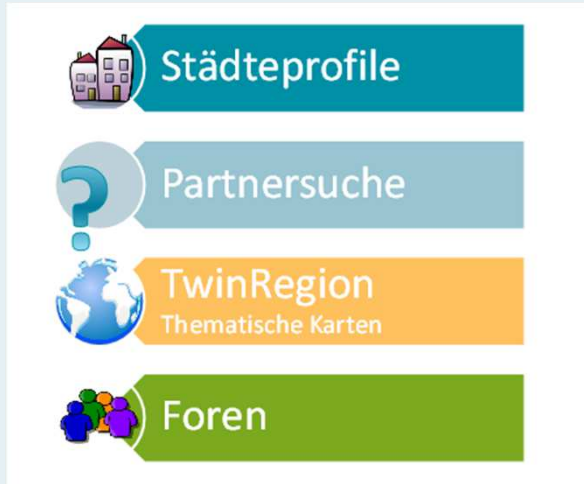 Städteprofile
Partnersuche
TwinRegion
Thematische Karten
Foren